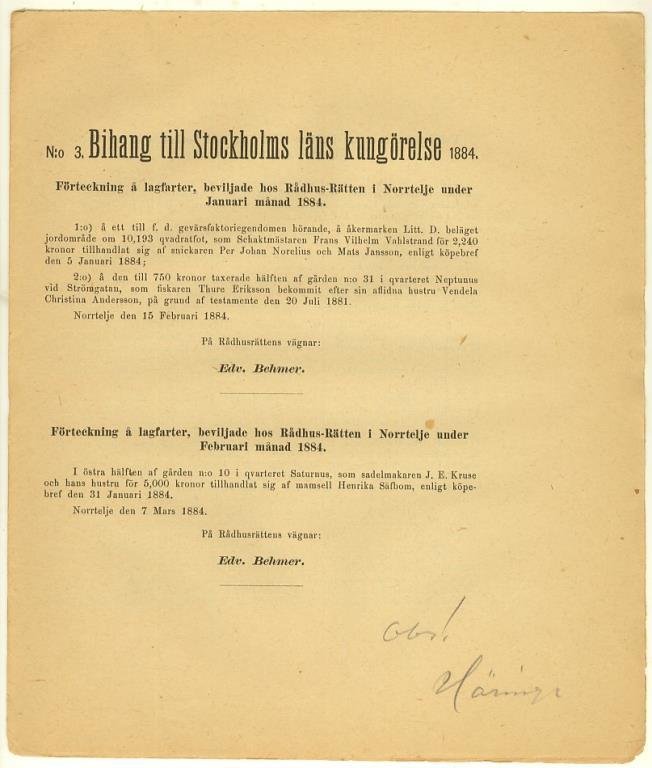 N:o 3. Bihang till Stockholms läns kungörelse 1884.
Förteckning å lagfarter, beviljade hos Rådhus-Rätten i Norrtelje under
Januari månad 1884.
1:o) å ett till f. d. gevärsfaktoriegendomen hörande, å åkermarken Litt. D. beläget
jordområde om 10,193 qvadratfot, som Schaktmästaren Frans Vilhelm Vahlstrand för 2,240
kronor tillhandlat sig af snickaren Per Johan Norelius och Mats Jansson, enligt köpebref
den 5 Januari 1884;
2:o) å den till 750 kronor taxerade hälften af gården n:o 31 i qvarteret Neptunus
vid Strömgatan, som fiskaren Thure Eriksson bekommit efter sin aflidna hustru Vendela
Christina Andersson, på grund af testamente den 20 Juli 1881.
Norrtelje den 15 Februari 1884.
På Rådhusrättens vägnar:
Edv. Behmer.
Förteckning å lagfarter, beviljade hos Rådhus-Rätten i Norrtelje under
Februari månad 1884.
I östra hälften af gården n:o 10 i qvarteret Saturnus, som sadelmakaren J. E. Kruse
och hans hustru för 5,000 kronor tillhandlat sig af mamsell Henrika Säfbom, enligt köpe-
bref den 31 Januari 1884.
Norrtelje den 7 Mars 1884.
På Rådhusrättens vägnar:
Edv. Behmer.
obs!